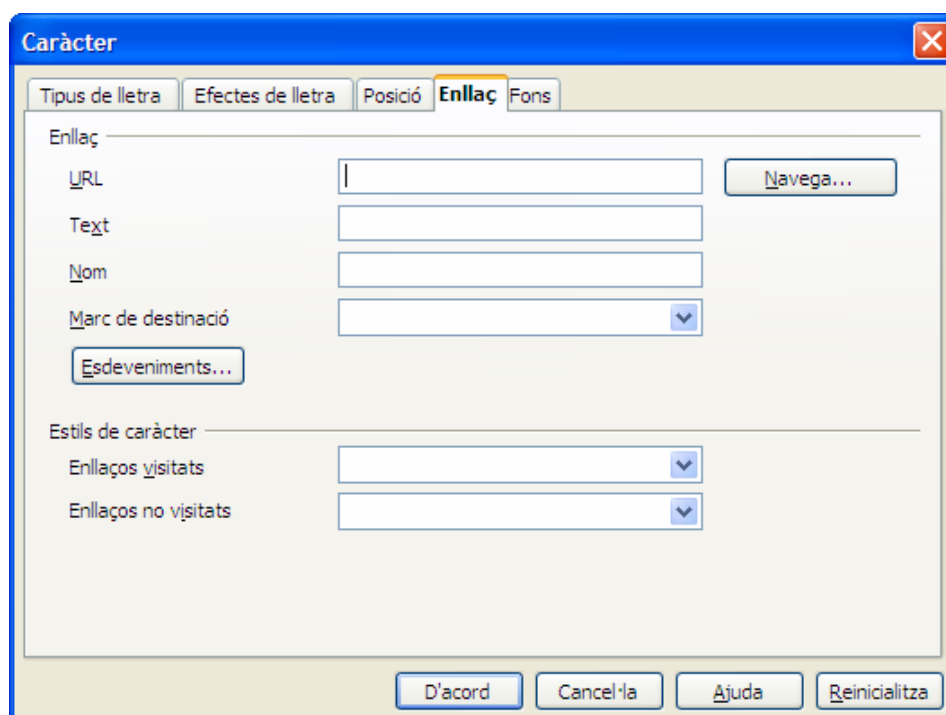 Caràcter
Tipus de lletra Efectes de lletra Posició Enllaç Fons
Enllaç
URL Navega...
Text
Nom
Marc de destinació
Esdeveniments...
Estils de caràcter
Enllaços visitats
Enllaços no visitats
D'acord Cancel·la Ajuda Reinicialitza